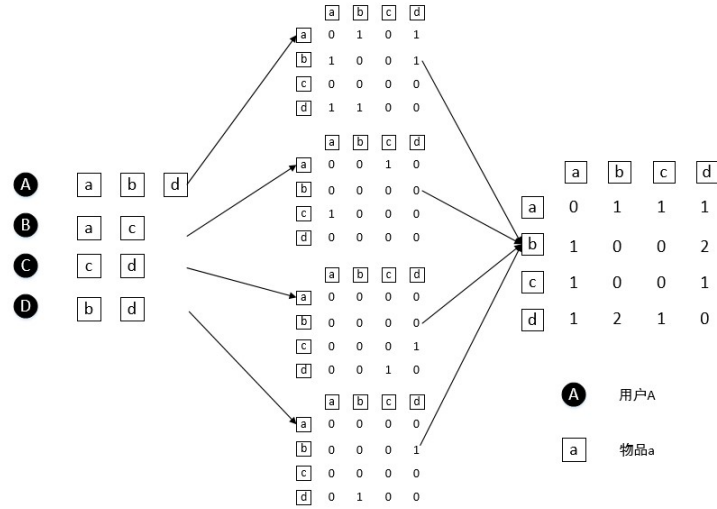 a b c d
a 0 1 0 1
b 1 0 0 1
c 0 0 0 0
d 1 1 0 0
a b c d
a 0 0 1 0
b 0 0 0 0
c 1 0 0 0
d 0 0 0 0
A a b d
B a c
C c d
D b d
a b c d
a 0 0 0 0
b 0 0 0 0
c 0 0 0 1
d 0 0 1 0
a b c d
a 0 0 0 0
b 0 0 0 1
c 0 0 0 0
d 0 1 0 0
a b c d
a 0 1 1 1
b 1 0 0 2
c 1 0 0 1
d 1 2 1 0
A 用户A
a 物品a